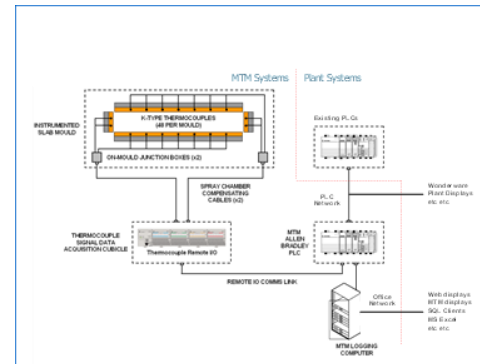 MTM Systems
Plant Systems
K-TYPE THERMOCOUPLES
(48 PER MOULD)
INSTRUMENTED
SLAB MOULD
ON-MOULD JUNCTION BOXES (x2)
Existing PLCs
SPRAY CHAMBER
COMPENSATING
CABLES (x2)
PLC
Network
Wonderware
Plant Displays
etc etc
THERMOCOUPLE
SIGNAL DATA
ACQUISITION CUBICLE
Thermocouple Remote I/O
MTM
ALLEN
BRADLEY
PLC
REMOTE IO COMMS LINK
Office
Network
Web displays
MTM displays
SQL Clients
MS Excel
etc etc
MTM LOGGING
COMPUTER